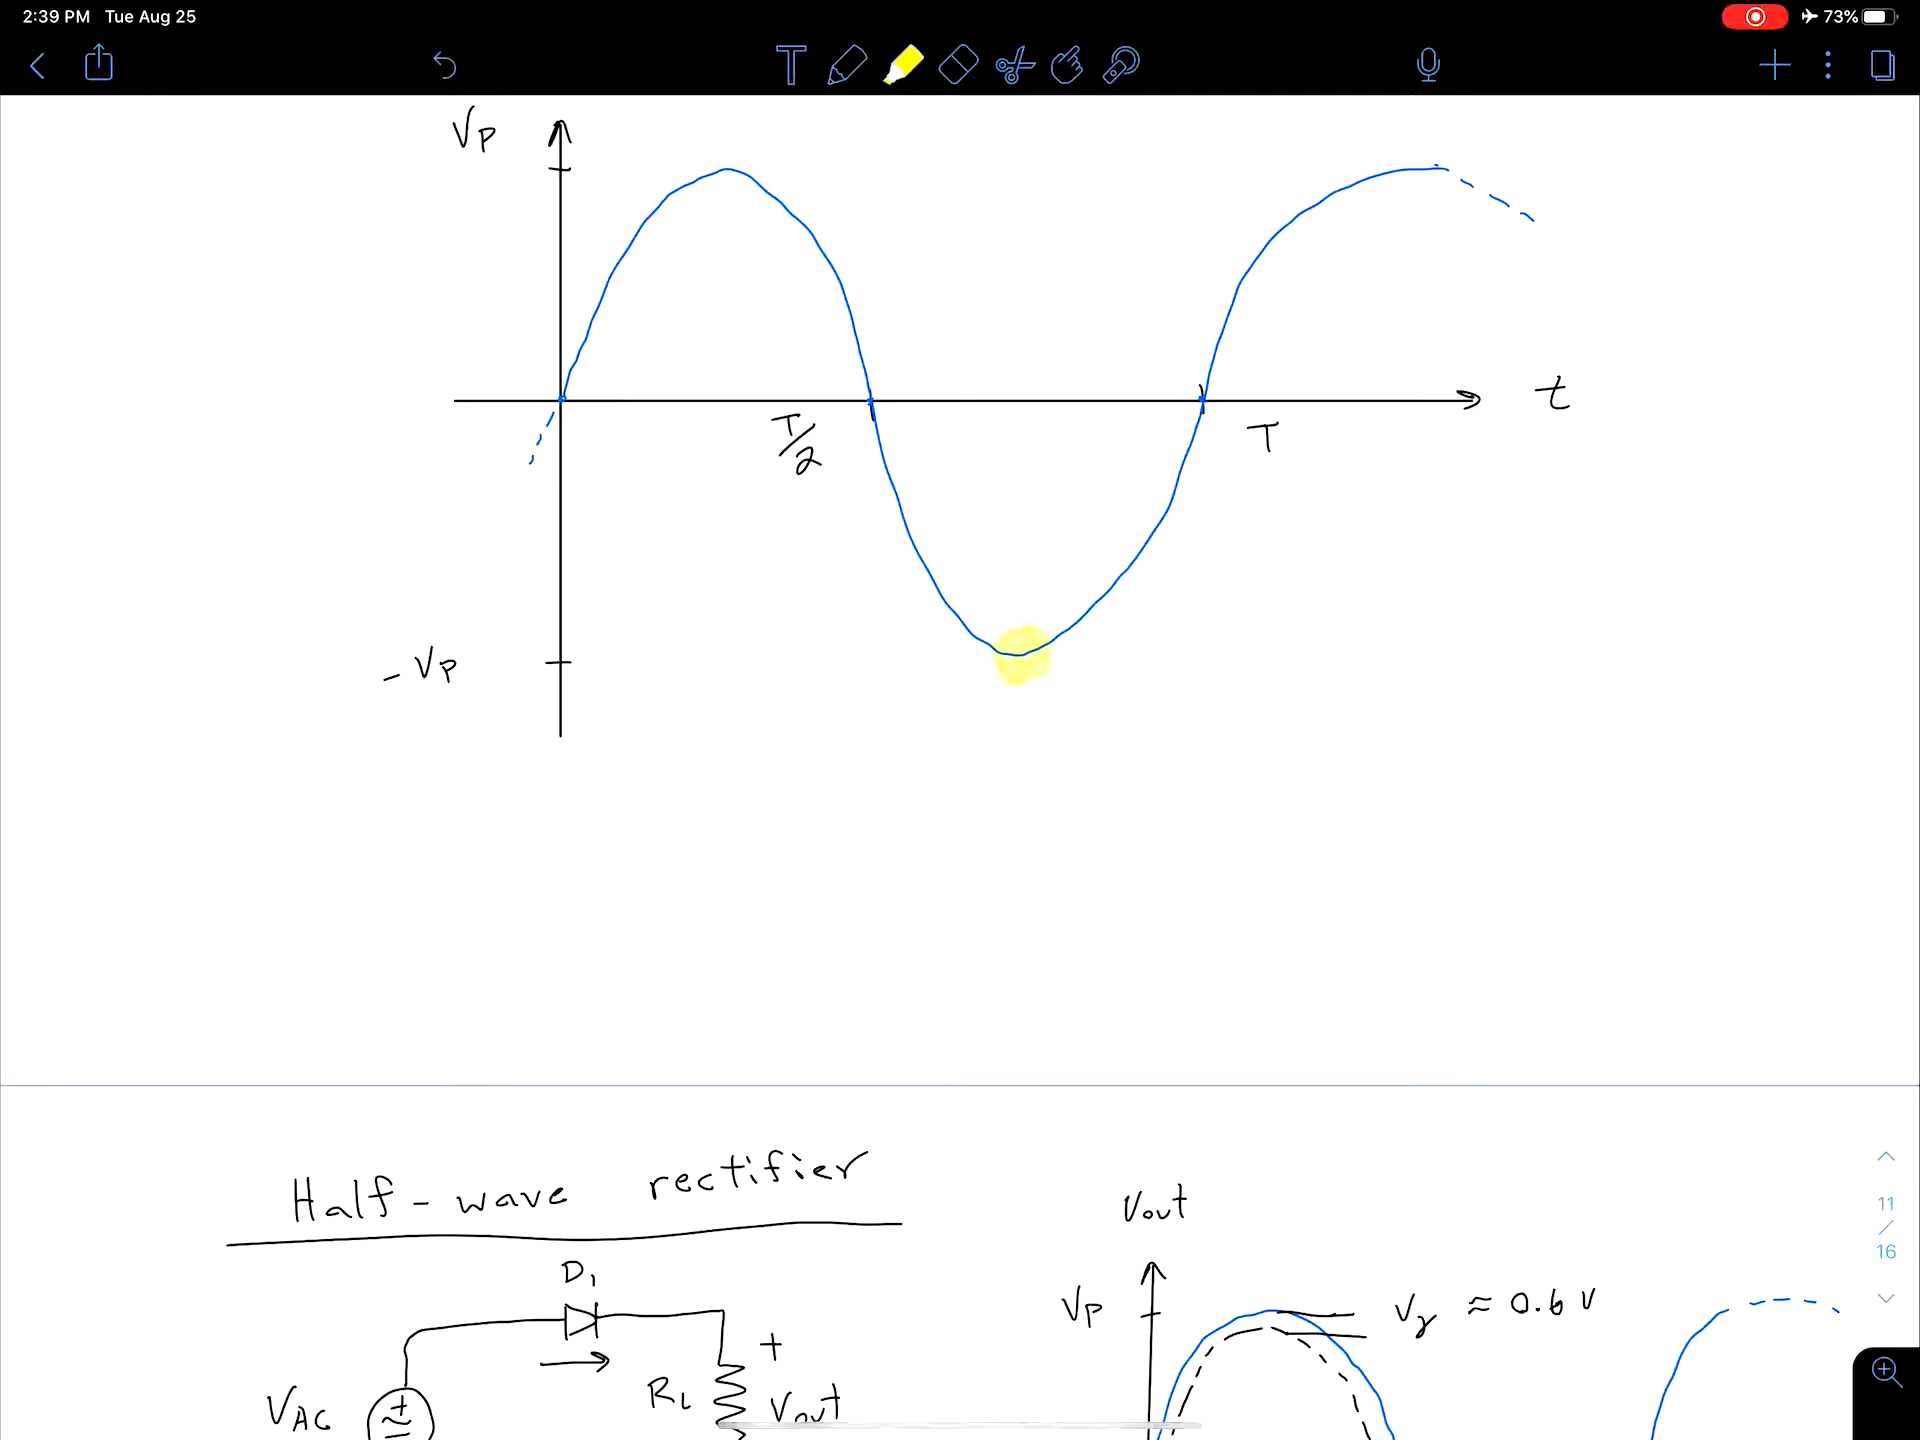 2:39 PM Tue Aug 25
73%
Vp
t
T/2
T
-Vp
Half-wave rectifier
Vout
D1
Vp
Vγ ≈ 0.6 V
+
RL
VAC
Vout
11
/
16